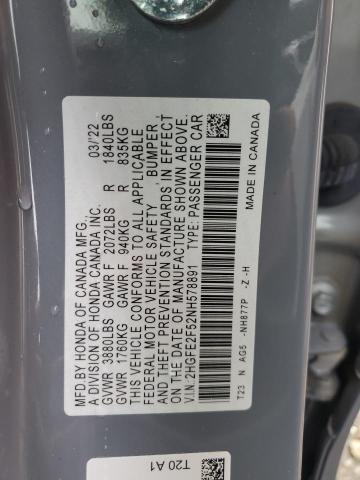 MFD.BY HONDA OF CANADA MFG. 03/22
A DIVISION OF HONDA CANADA INC.
GVWR 3880LBS GAWR F 2072LBS R 1840LBS
GVWR 1760KG GAWR F 940KG R 835KG
THIS VEHICLE CONFORMS TO ALL APPLICABLE
FEDERAL MOTOR VEHICLE SAFETY BUMPER,
AND THEFT PREVENTION STANDARDS IN EFFECT
ON THE DATE OF MANUFACTURE SHOWN ABOVE.
V.I.N: 2HGFE2F52NH578891 TYPE: PASSENGER CAR
T23 N AG5 -NH877P -Z-H MADE IN CANADA
T20 A1